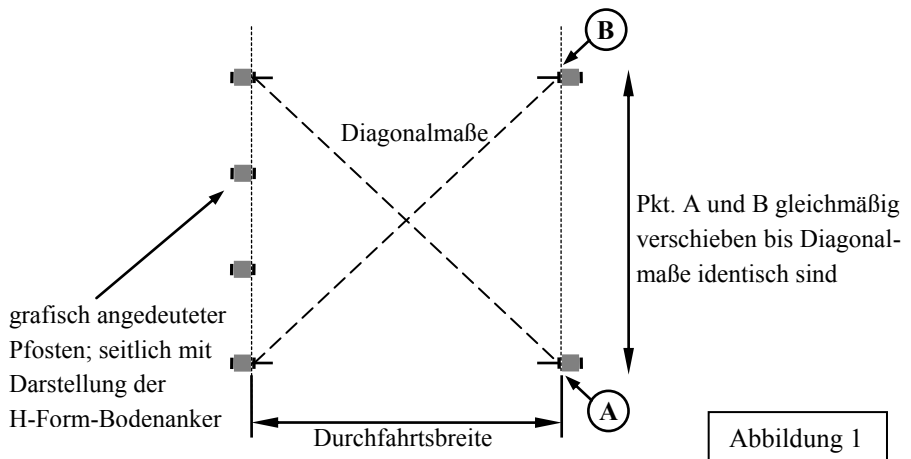 B
Diagonalmaße
Pkt. A und B gleichmäßig
verschieben bis Diagonal-
maße identisch sind
grafisch angedeuteter
Pfosten; seitlich mit
Darstellung der
H-Form-Bodenanker
A
Durchfahrtsbreite
Abbildung 1